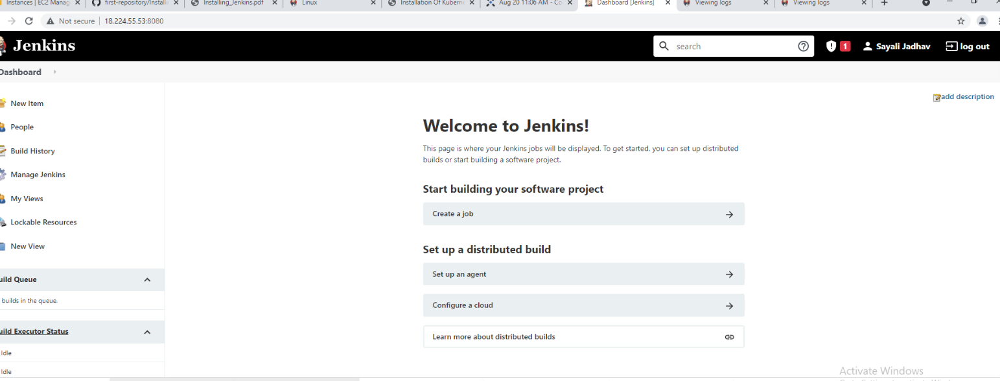 Instances | EC2 Manag
first-repository/Install
Installing_Jenkins.pdf
Linux
Installation Of Kuberne
Aug 20 11:06 AM - Co
Dashboard [Jenkins]
Viewing logs
Viewing logs
Not secure
18.224.55.53:8080
Jenkins
search
1
Sayali Jadhav
log out
Dashboard
New Item
People
Build History
Manage Jenkins
My Views
Lockable Resources
New View
uild Queue
builds in the queue.
uild Executor Status
Idle
Idle
add description
Welcome to Jenkins!
This page is where your Jenkins jobs will be displayed. To get started, you can set up distributed
builds or start building a software project.
Start building your software project
Create a job
Set up a distributed build
Set up an agent
Configure a cloud
Learn more about distributed builds
Activate Windows